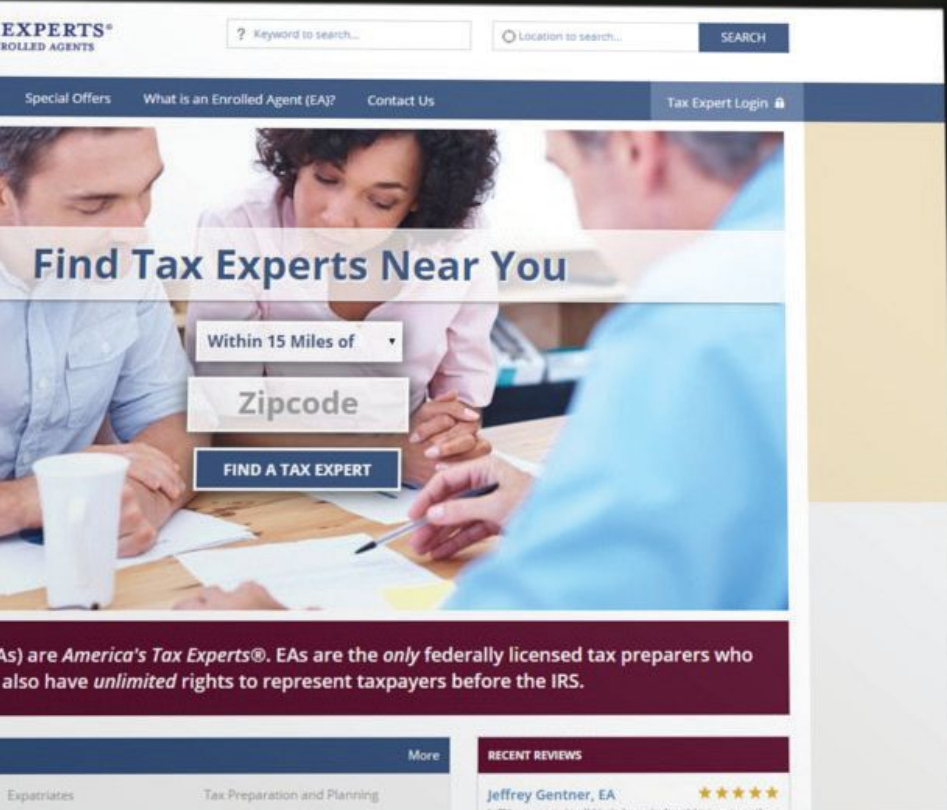 EXPERTS®
ROLLED AGENTS
? Keyword to search...
Location to search...
SEARCH
Special Offers
What is an Enrolled Agent (EA)?
Contact Us
Tax Expert Login
Find Tax Experts Near You
Within 15 Miles of
Zipcode
FIND A TAX EXPERT
As) are America's Tax Experts®. EAs are the only federally licensed tax preparers who
also have unlimited rights to represent taxpayers before the IRS.
More
RECENT REVIEWS
Expatriates
Tax Preparation and Planning
Jeffrey Gentner, EA